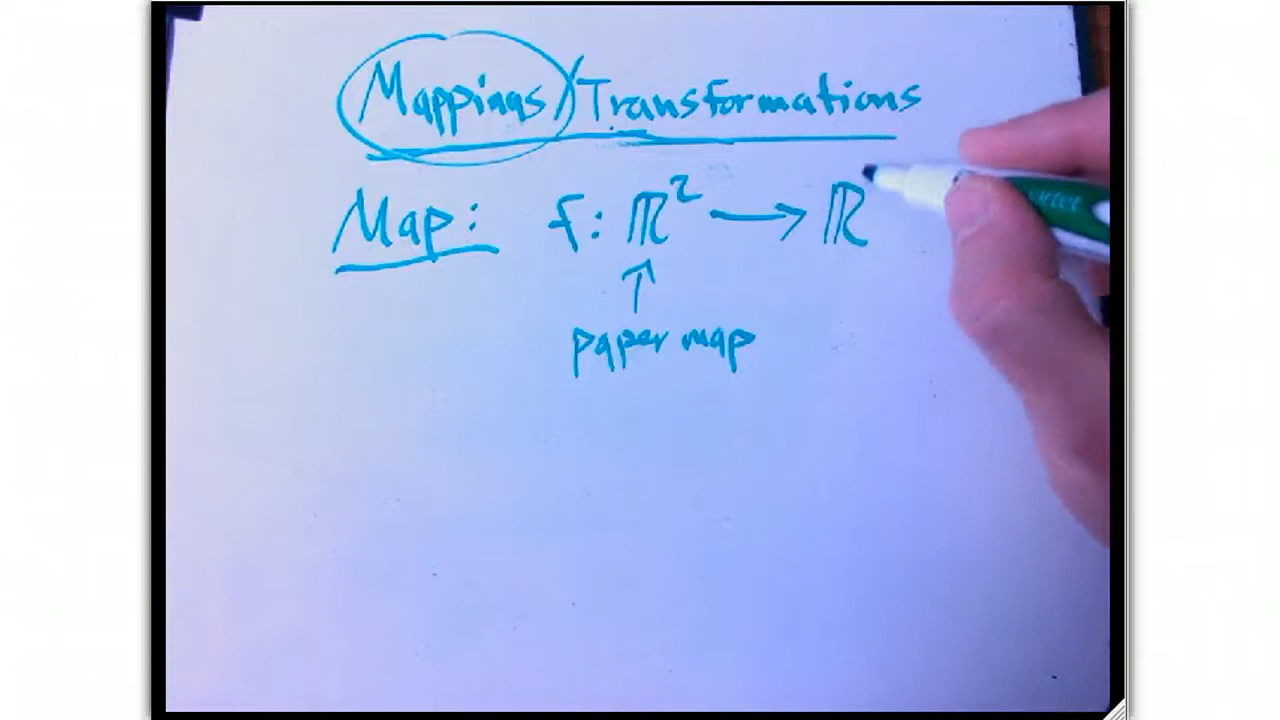 Mappings/Transformations
Map: f: ℝ² → ℝ
↑
paper map